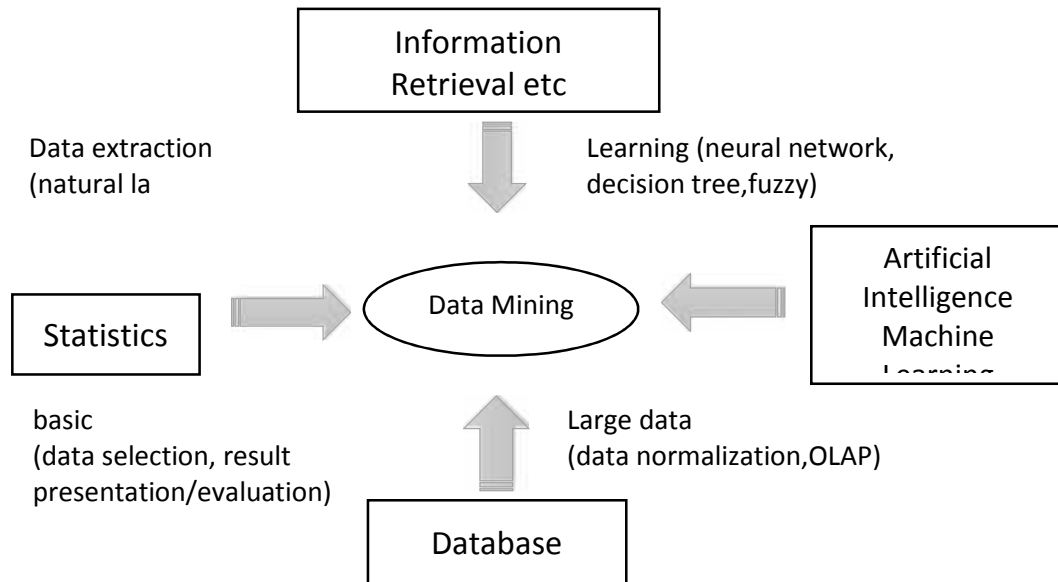 Information
Retrieval etc
Data extraction
(natural la
Learning (neural network,
decision tree,fuzzy)
Artificial
Intelligence
Machine
Learning
Data Mining
Statistics
basic
(data selection, result
presentation/evaluation)
Large data
(data normalization,OLAP)
Database